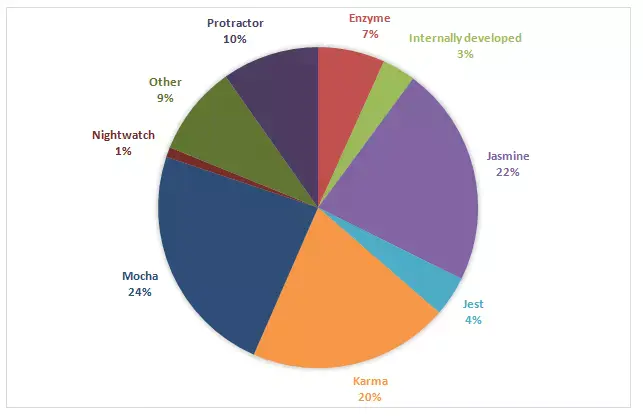 Protractor
10%
Enzyme
7%
Internally developed
3%
Other
9%
Nightwatch
1%
Jasmine
22%
Mocha
24%
Jest
4%
Karma
20%